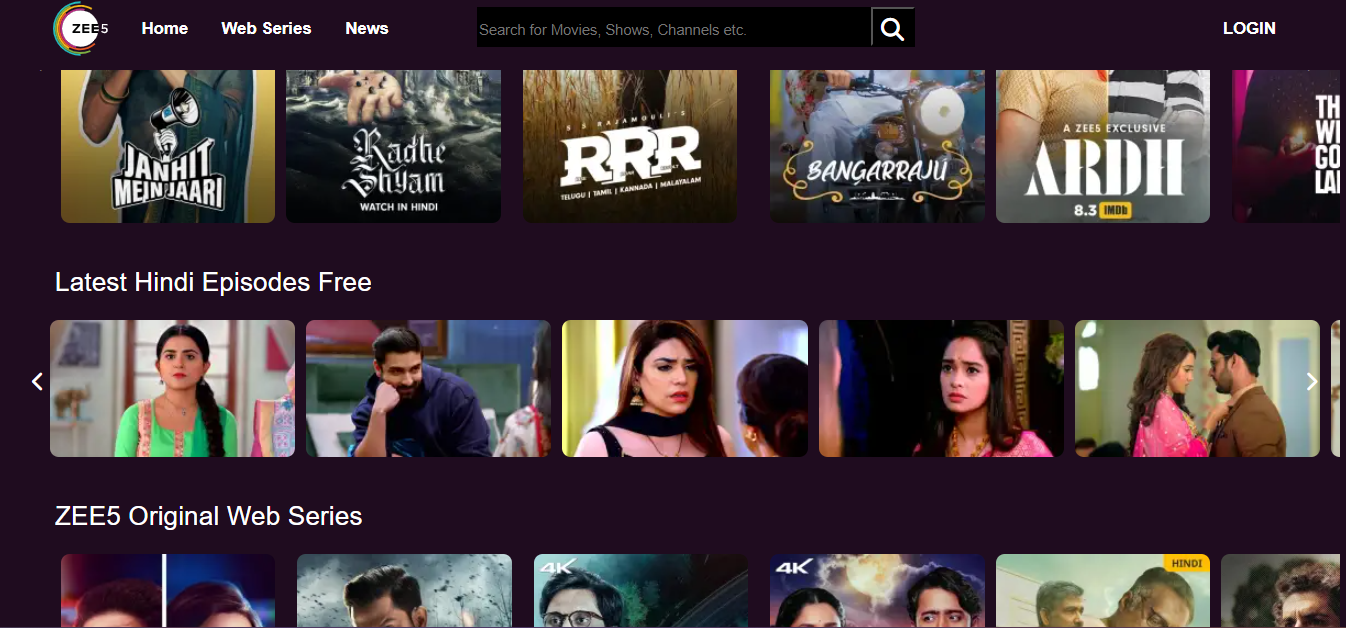 ZEE5
Home
Web Series
News
Search for Movies, Shows, Channels etc.
LOGIN
JANHIT
MEIN JAARI
Radhe
Shyam
WATCH IN HINDI
S S RAJAMOULI'S
RRR
TELUGU | TAMIL | KANNADA | MALAYALAM
BANGARRAJU
A ZEE5 EXCLUSIVE
ARDH
8.3 IMDb
TH
WI
GO
LA
Latest Hindi Episodes Free
ZEE5 Original Web Series
4K
4K
HINDI